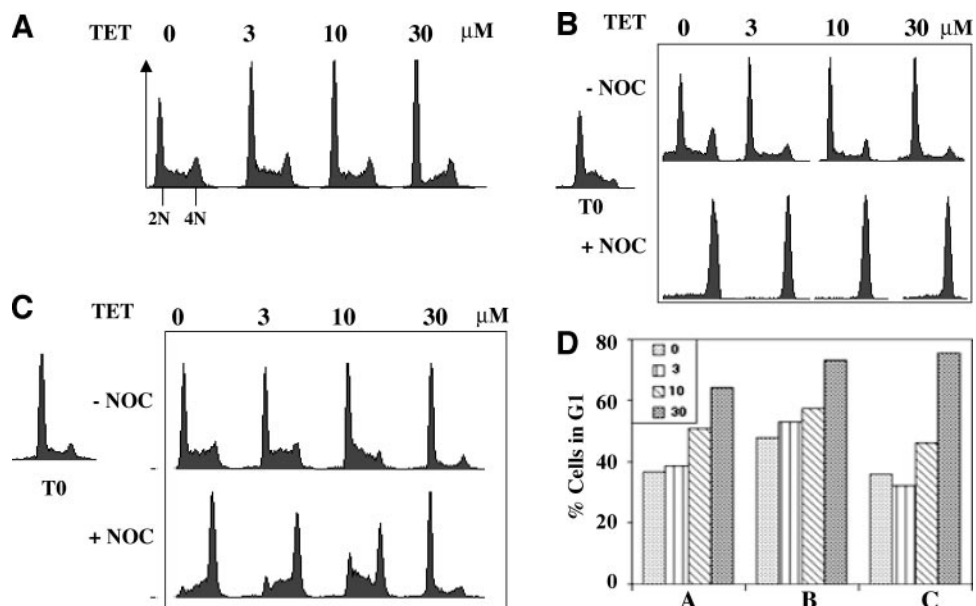 A
TET 0 3 10 30 μM
2N 4N
B
TET 0 3 10 30 μM
- NOC
T0
+ NOC
C
TET 0 3 10 30 μM
- NOC
T0
+ NOC
D
% Cells in G1
80
60
40
20
0
0
3
10
30
A B C